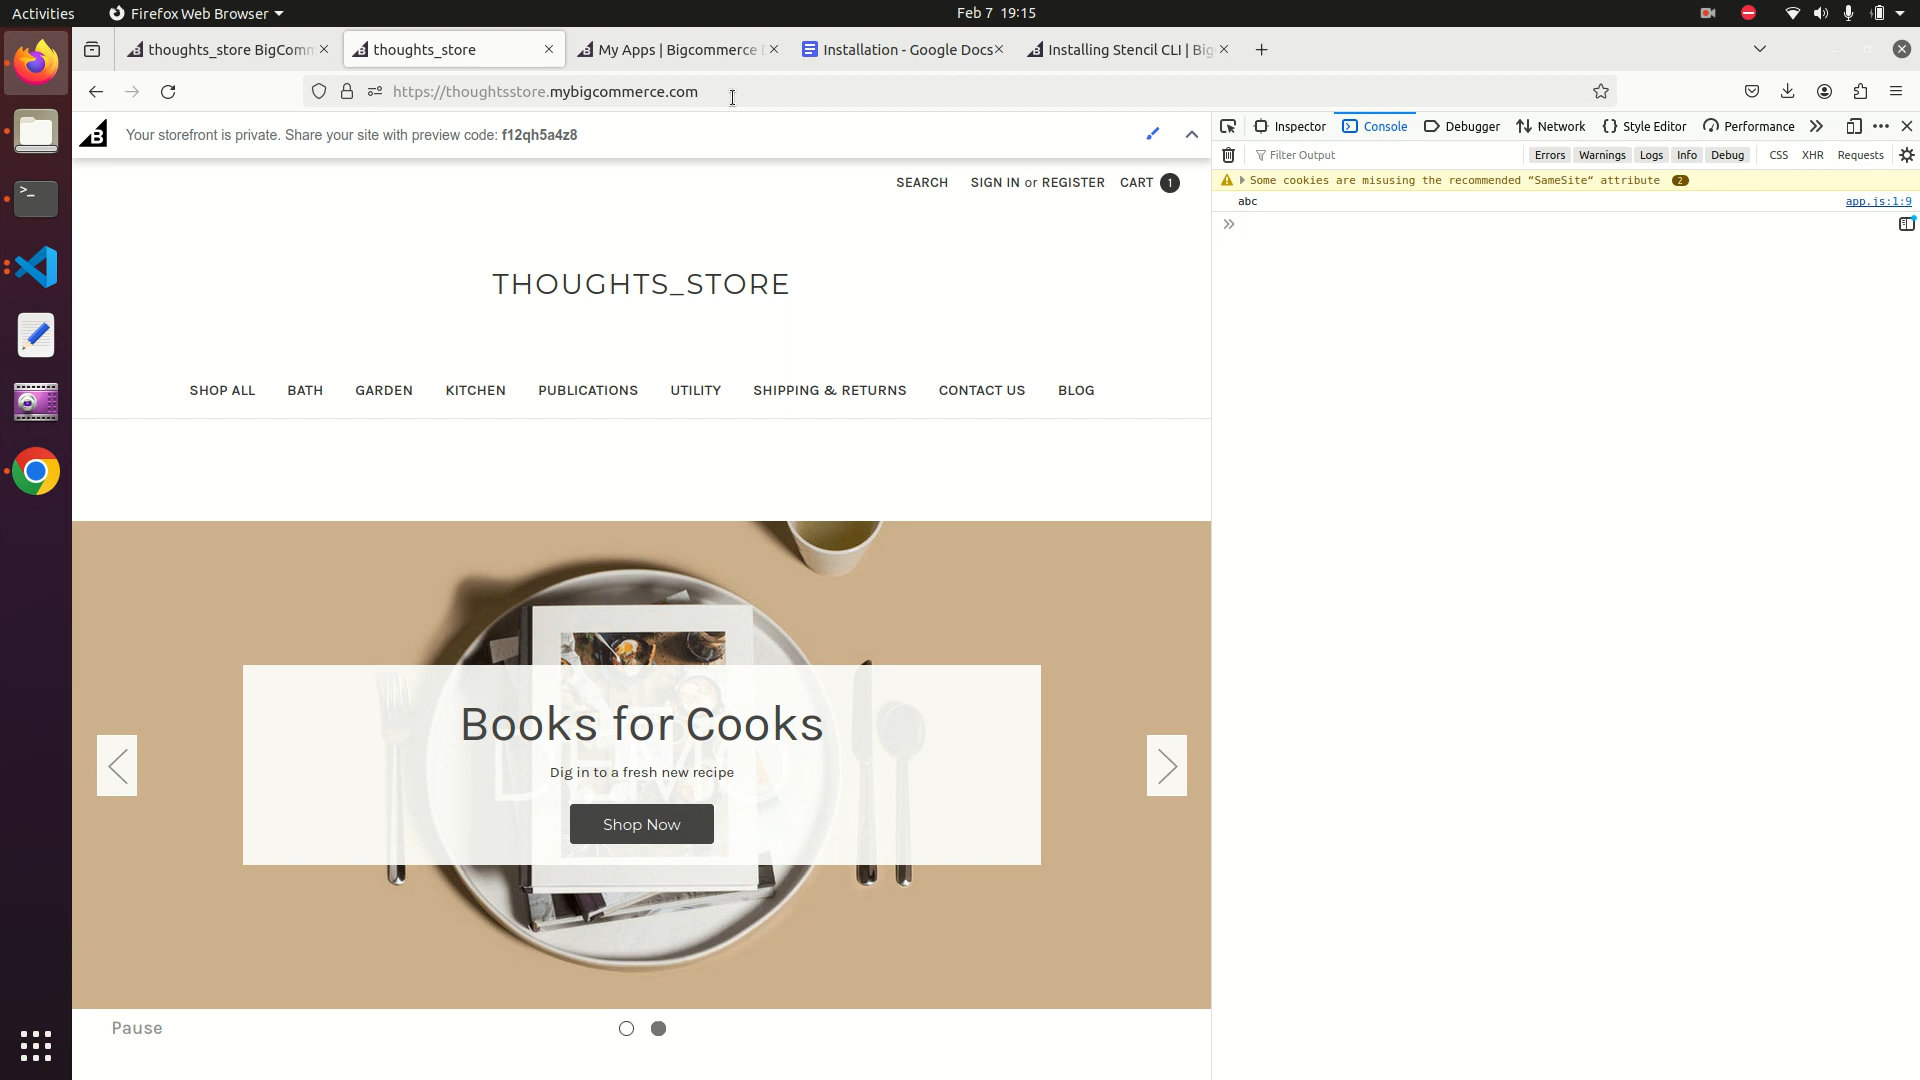 Activities
Firefox Web Browser
Feb 7 19:15
thoughts_store BigComm
thoughts_store
My Apps | Bigcommerce D
Installation - Google Docs
Installing Stencil CLI | Big
https://thoughtsstore.mybigcommerce.com
Your storefront is private. Share your site with preview code: f12qh5a4z8
SEARCH
SIGN IN or REGISTER
CART 1
THOUGHTS_STORE
SHOP ALL
BATH
GARDEN
KITCHEN
PUBLICATIONS
UTILITY
SHIPPING & RETURNS
CONTACT US
BLOG
Books for Cooks
Dig in to a fresh new recipe
Shop Now
Pause
Inspector
Console
Debugger
Network
Style Editor
Performance
Filter Output
Errors
Warnings
Logs
Info
Debug
CSS
XHR
Requests
Some cookies are misusing the recommended “SameSite“ attribute 2
abc
app.js:1:9